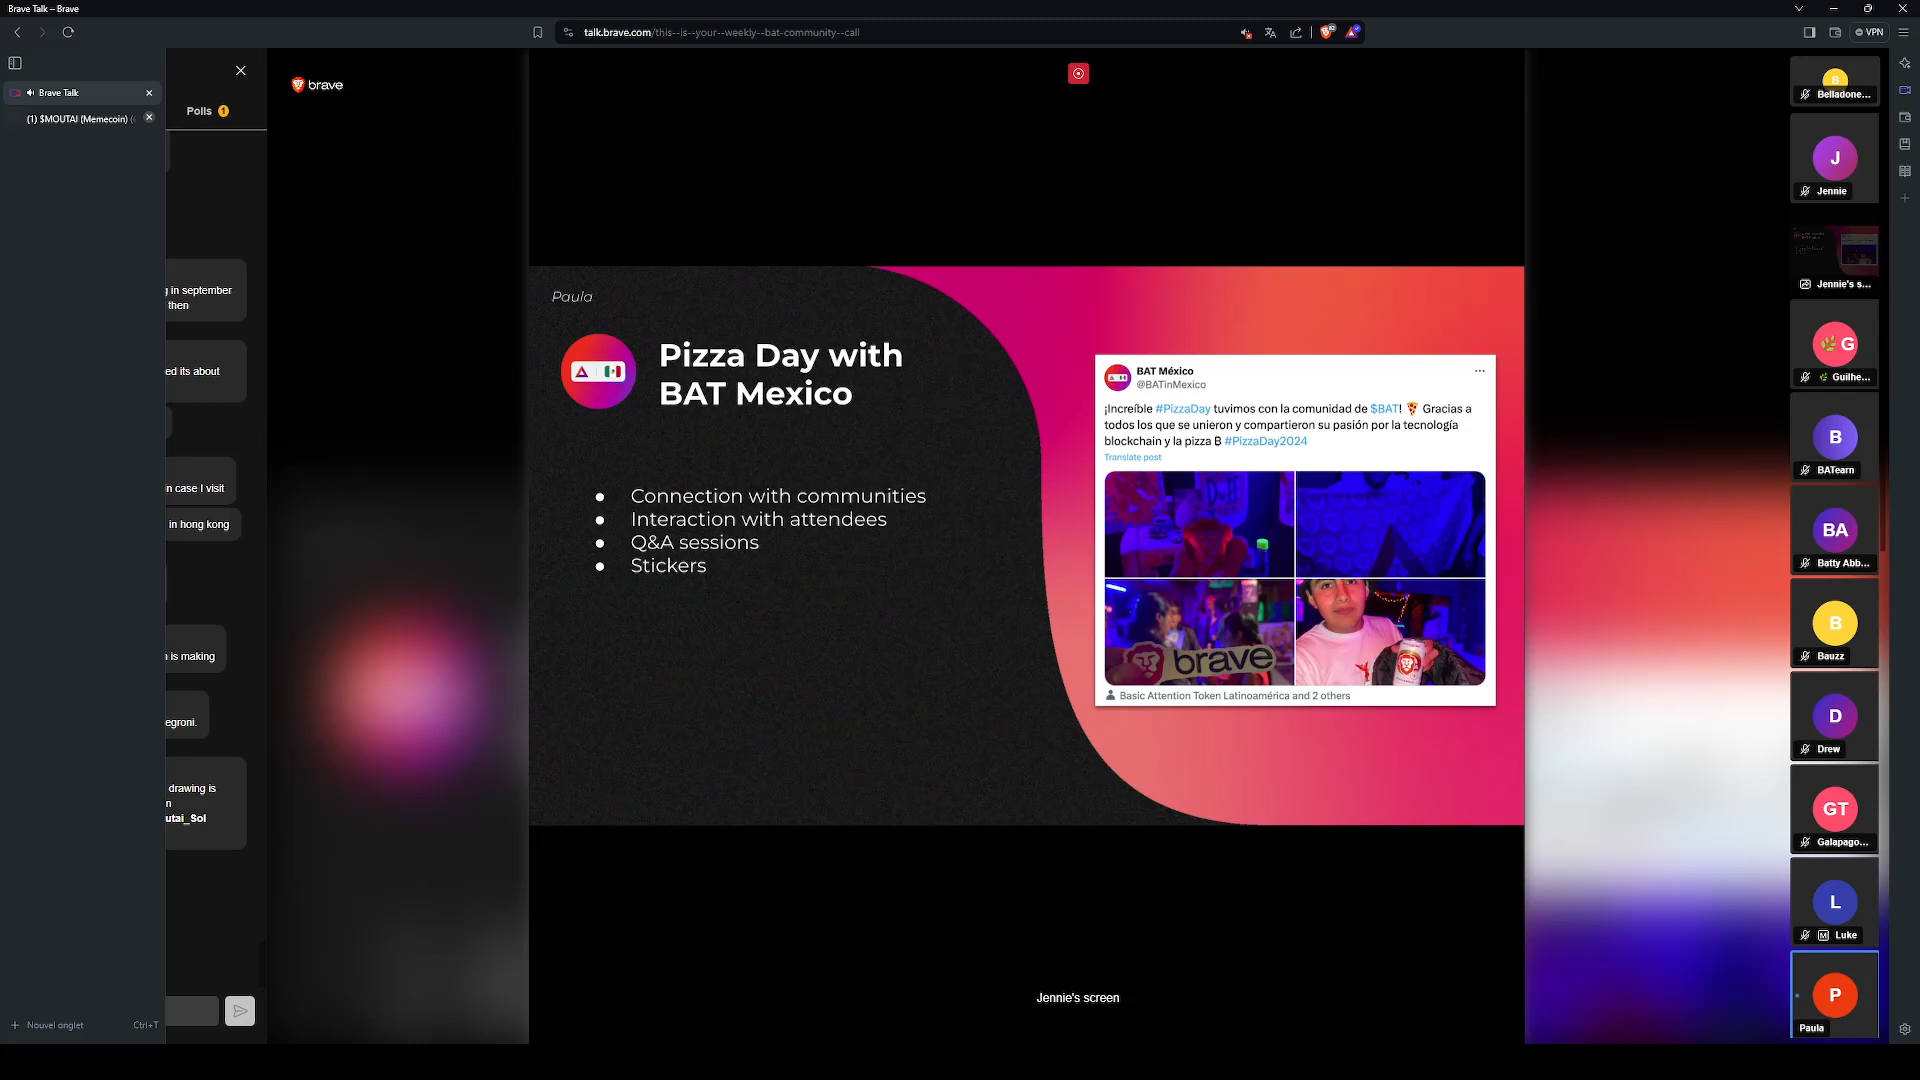 Brave Talk – Brave
talk.brave.com/this--is--your--weekly--bat-community--call
VPN
Brave Talk
(1) $MOUTAI (Memecoin) (
Polls 1
g in september
then
ed its about
n case I visit
in hong kong
is making
egroni.
drawing is
n
utai_Sol
Nouvel onglet
Ctrl+T
brave
Paula
Pizza Day with
BAT Mexico
● Connection with communities
● Interaction with attendees
● Q&A sessions
● Stickers
BAT México
@BATinMexico
¡Increíble #PizzaDay tuvimos con la comunidad de $BAT! 🍕 Gracias a
todos los que se unieron y compartieron su pasión por la tecnología
blockchain y la pizza B #PizzaDay2024
Translate post
brave
Basic Attention Token Latinoamérica and 2 others
Jennie's screen
B
Belladone...
J
Jennie
Jennie's s...
G
Guilhe...
B
BATearn
BA
Batty Abb...
B
Bauzz
D
Drew
GT
Galapago...
L
M Luke
P
Paula